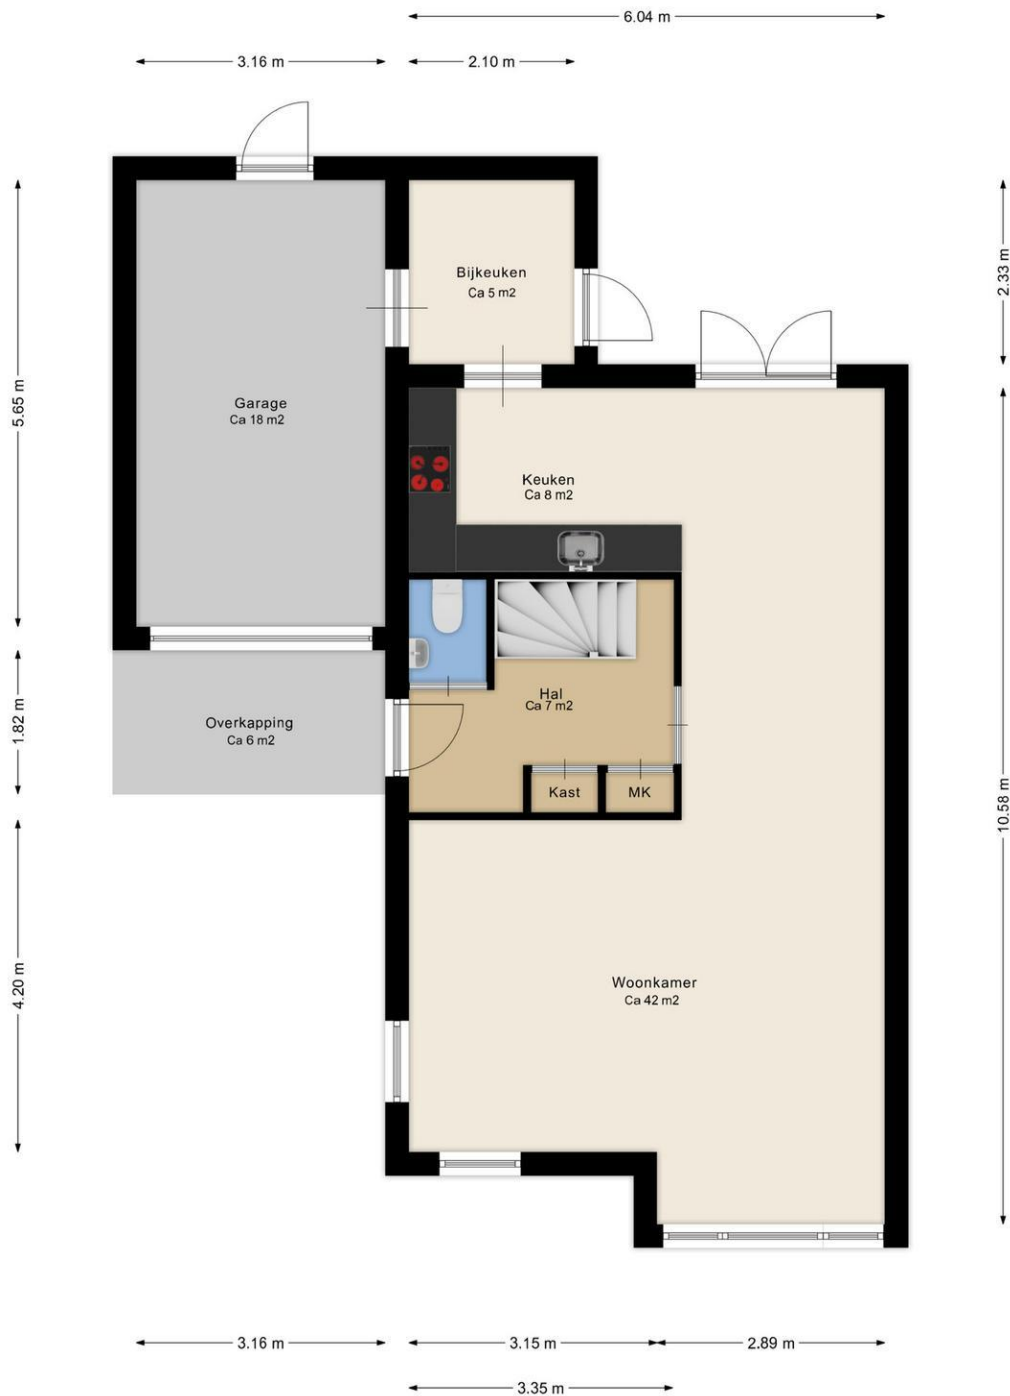 6.04 m
3.16 m
2.10 m
Bijkeuken
Ca 5 m2
2.33 m
5.65 m
Garage
Ca 18 m2
Keuken
Ca 8 m2
Hal
Ca 7 m2
Overkapping
Ca 6 m2
1.82 m
Kast
MK
10.58 m
4.20 m
Woonkamer
Ca 42 m2
3.16 m
3.15 m
2.89 m
3.35 m